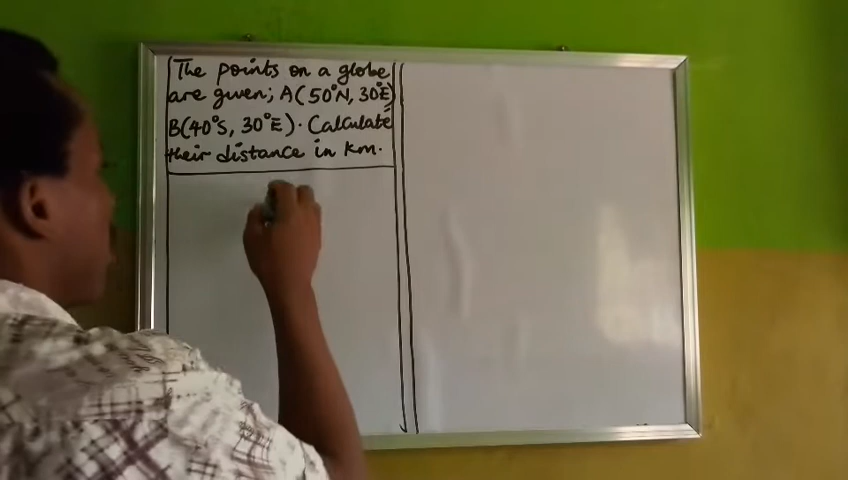 The points on a globe
are given; A(50°N, 30°E)
B(40°S, 30°E). Calculate
their distance in km.